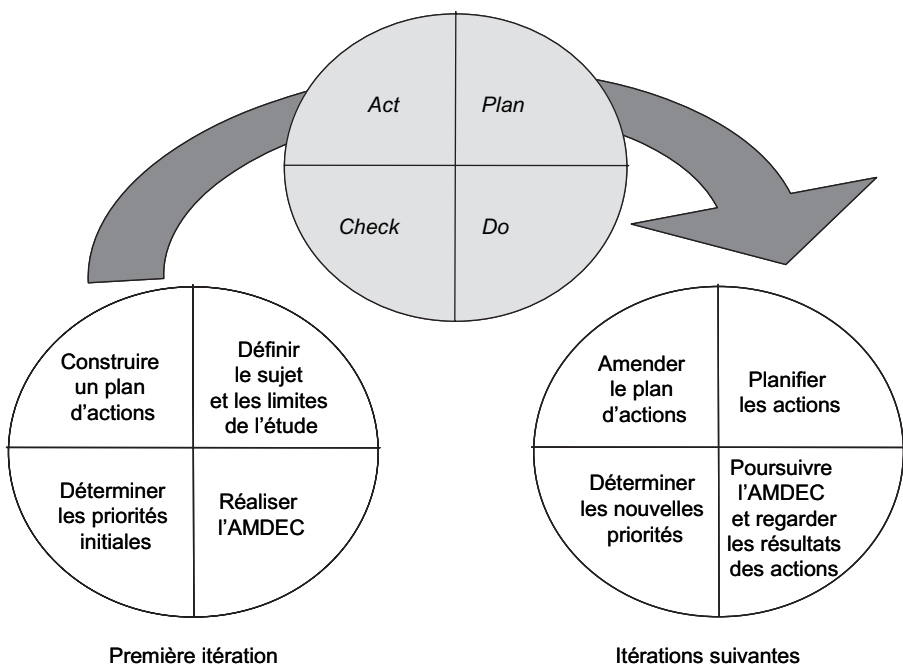 Act
Plan
Check
Do
Construire
un plan
d'actions
Définir
le sujet
et les limites
de l'étude
Déterminer
les priorités
initiales
Réaliser
l'AMDEC
Amender
le plan
d'actions
Planifier
les actions
Déterminer
les nouvelles
priorités
Poursuivre
l'AMDEC
et regarder
les résultats
des actions
Première itération
Itérations suivantes